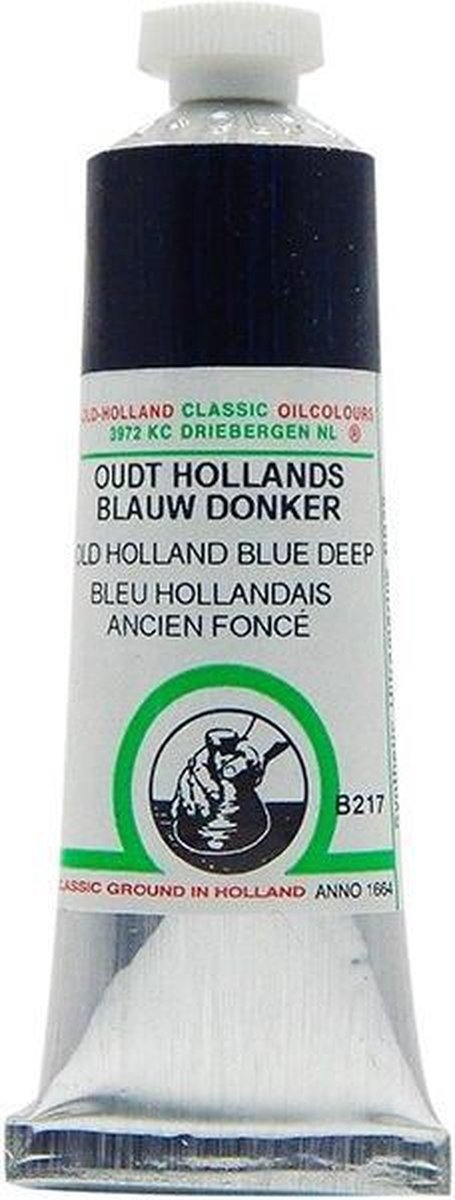 OLD-HOLLAND CLASSIC OILCOLOURS
3972 KC DRIEBERGEN NL ®
OUDT HOLLANDS
BLAUW DONKER
OLD HOLLAND BLUE DEEP
BLEU HOLLANDAIS
ANCIEN FONCÉ
B217
CLASSIC GROUND IN HOLLAND ANNO 1664